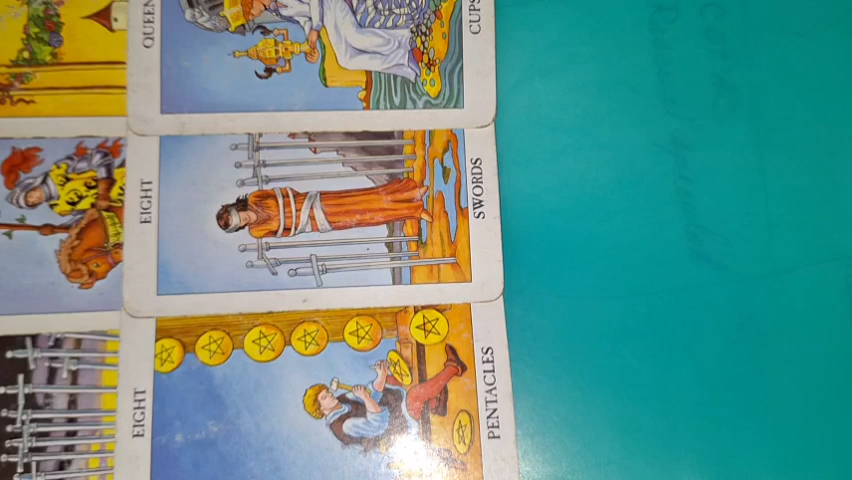 QUEEN
CUPS
EIGHT
SWORDS
EIGHT
PENTACLES